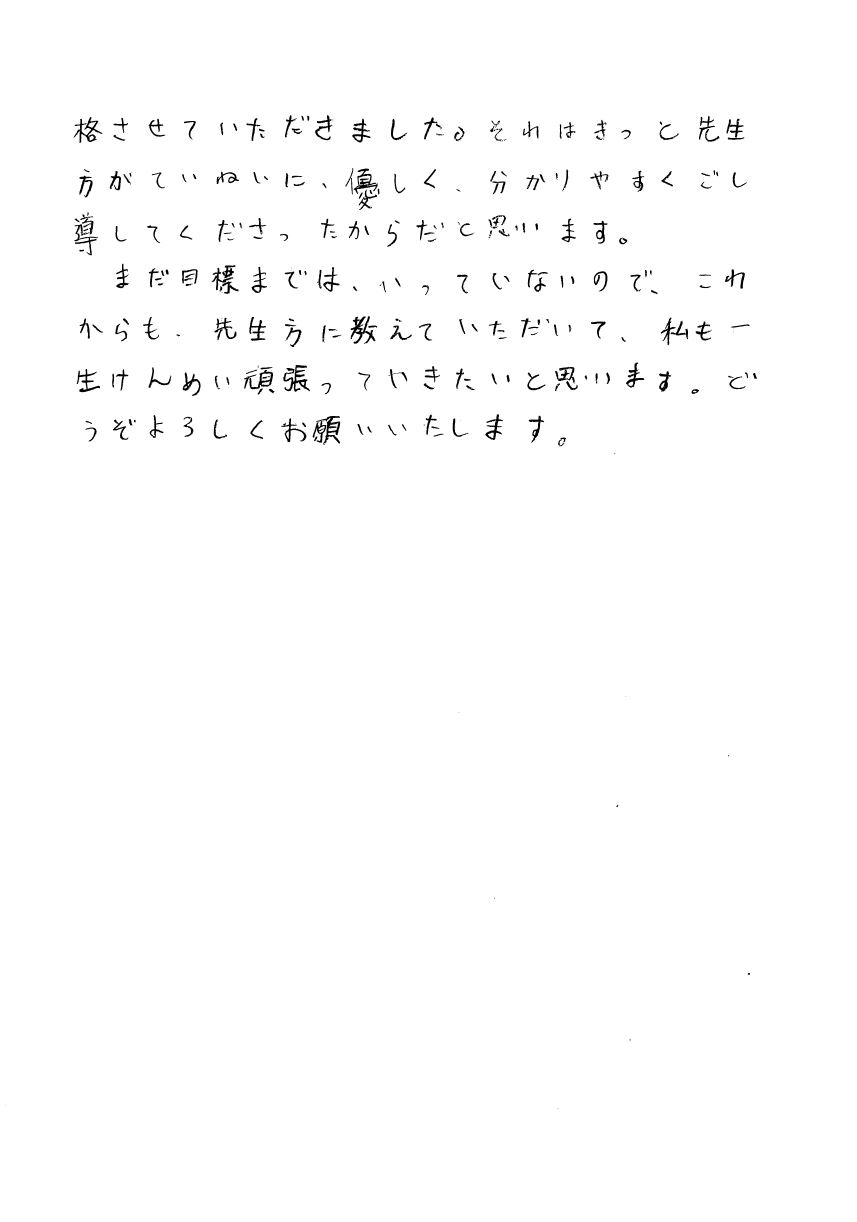 格させていただきました。それはきっと先生
方がていねいに、優しく、分かりやすくごし
導してくださったからだと思います。
まだ目標までは、いっていないので、これ
からも、先生方に教えていただいて、私も一
生けんめい頑張っていきたいと思います。ど
うぞよろしくお願いいたします。